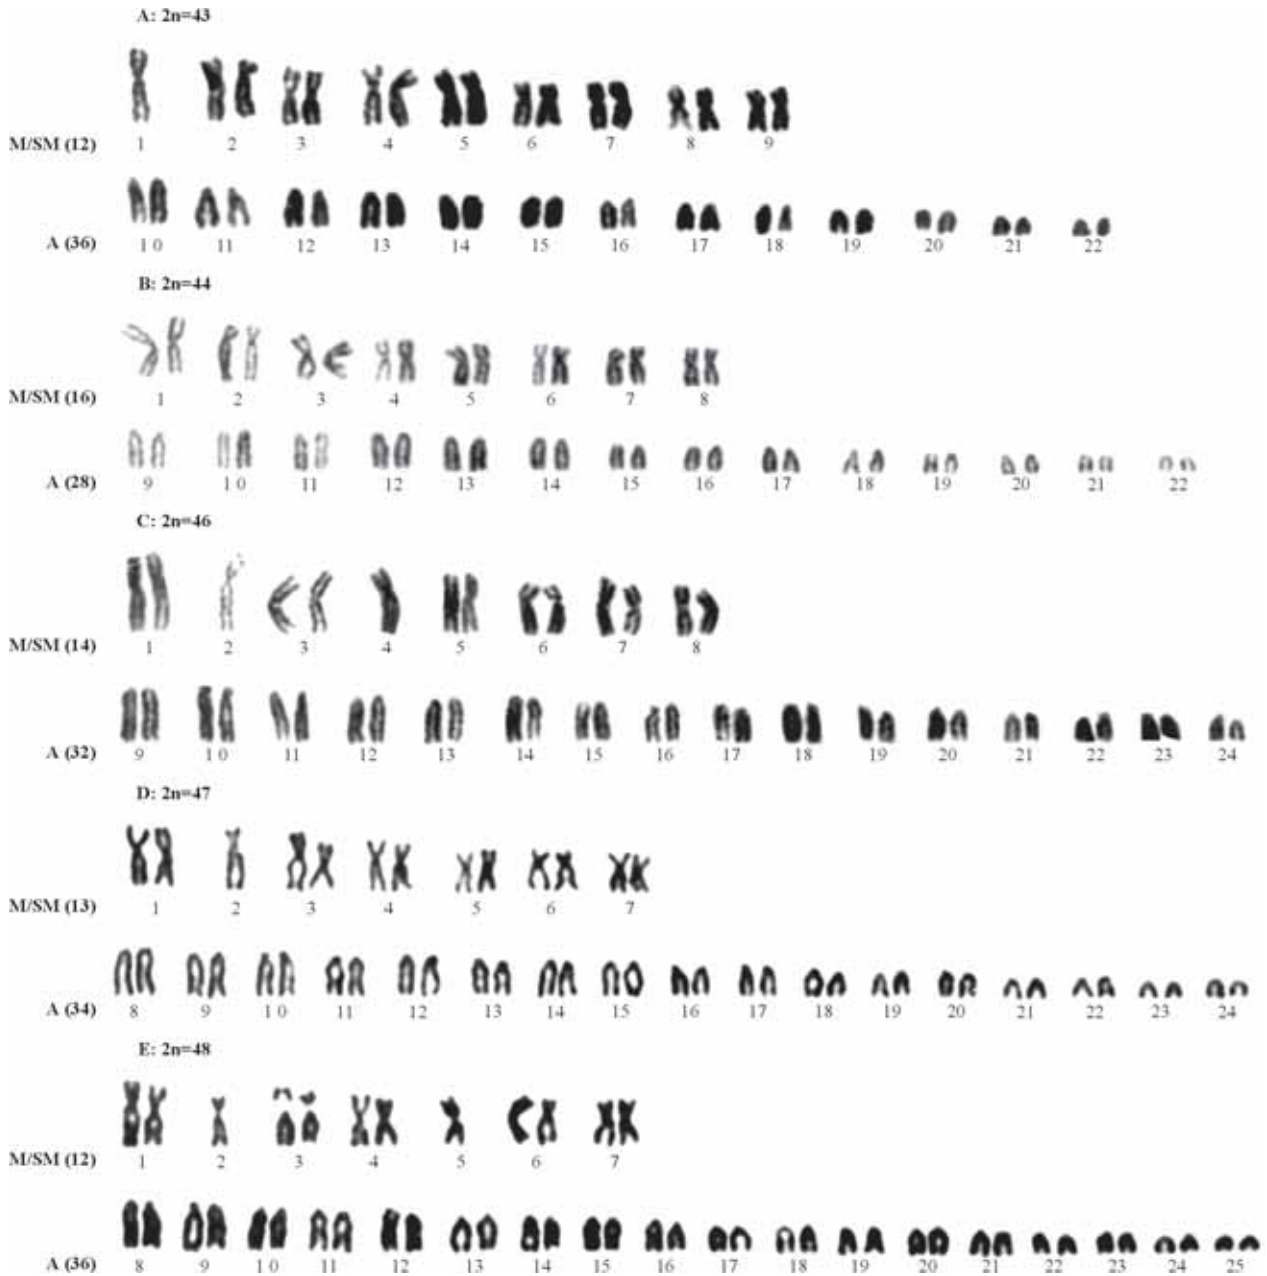 A: 2n=43
M/SM (12) 1 2 3 4 5 6 7 8 9
A (36) 10 11 12 13 14 15 16 17 18 19 20 21 22
B: 2n=44
M/SM (16) 1 2 3 4 5 6 7 8
A (28) 9 10 11 12 13 14 15 16 17 18 19 20 21 22
C: 2n=46
M/SM (14) 1 2 3 4 5 6 7 8
A (32) 9 10 11 12 13 14 15 16 17 18 19 20 21 22 23 24
D: 2n=47
M/SM (13) 1 2 3 4 5 6 7
A (34) 8 9 10 11 12 13 14 15 16 17 18 19 20 21 22 23 24
E: 2n=48
M/SM (12) 1 2 3 4 5 6 7
A (36) 8 9 10 11 12 13 14 15 16 17 18 19 20 21 22 23 24 25